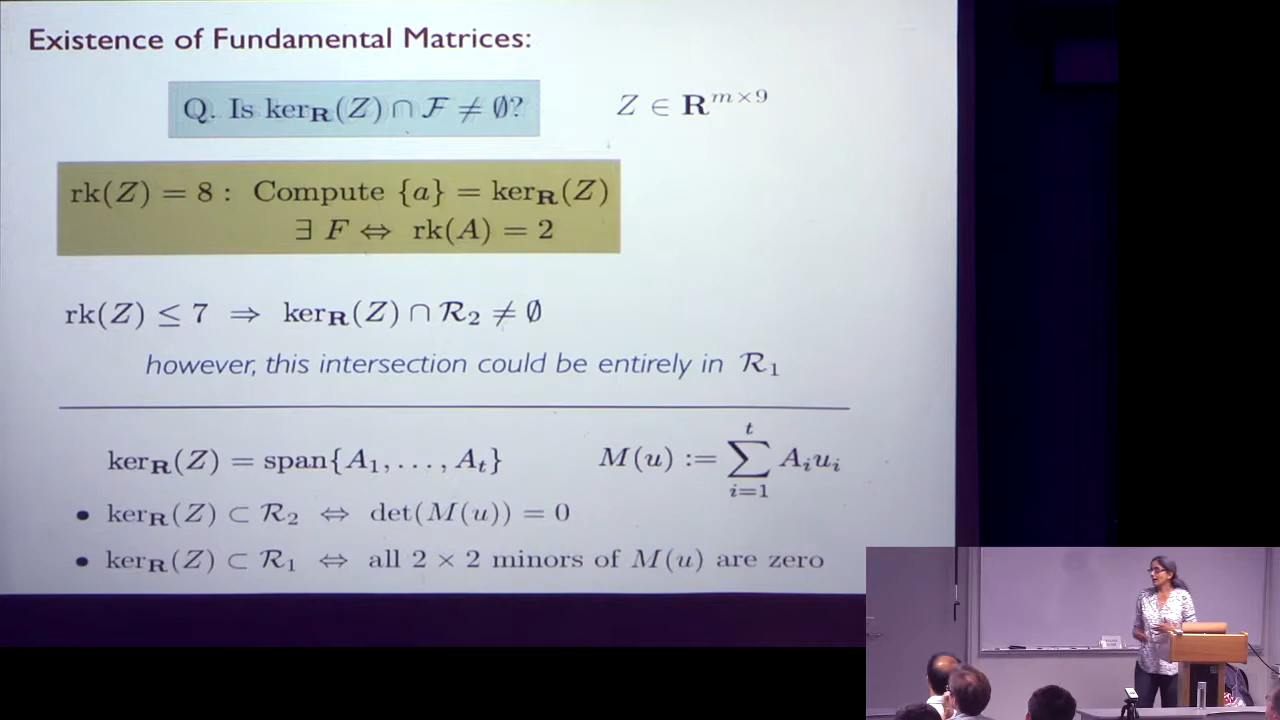 Existence of Fundamental Matrices:
Q. Is ker_R(Z) ∩ F ≠ ∅?
Z ∈ R^{m×9}
rk(Z) = 8 : Compute {a} = ker_R(Z)
∃ F ⇔ rk(A) = 2
rk(Z) ≤ 7 ⇒ ker_R(Z) ∩ R_2 ≠ ∅
however, this intersection could be entirely in R_1
ker_R(Z) = span{A_1, . . . , A_t}
M(u) := ∑_{i=1}^{t} A_i u_i
• ker_R(Z) ⊂ R_2 ⇔ det(M(u)) = 0
• ker_R(Z) ⊂ R_1 ⇔ all 2 × 2 minors of M(u) are zero